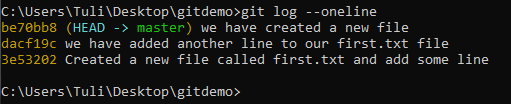 C:\Users\Tuli\Desktop\gitdemo>git log --oneline
be70bb8 (HEAD -> master) we have created a new file
dacf19c we have added another line to our first.txt file
3e53202 Created a new file called first.txt and add some line
C:\Users\Tuli\Desktop\gitdemo>